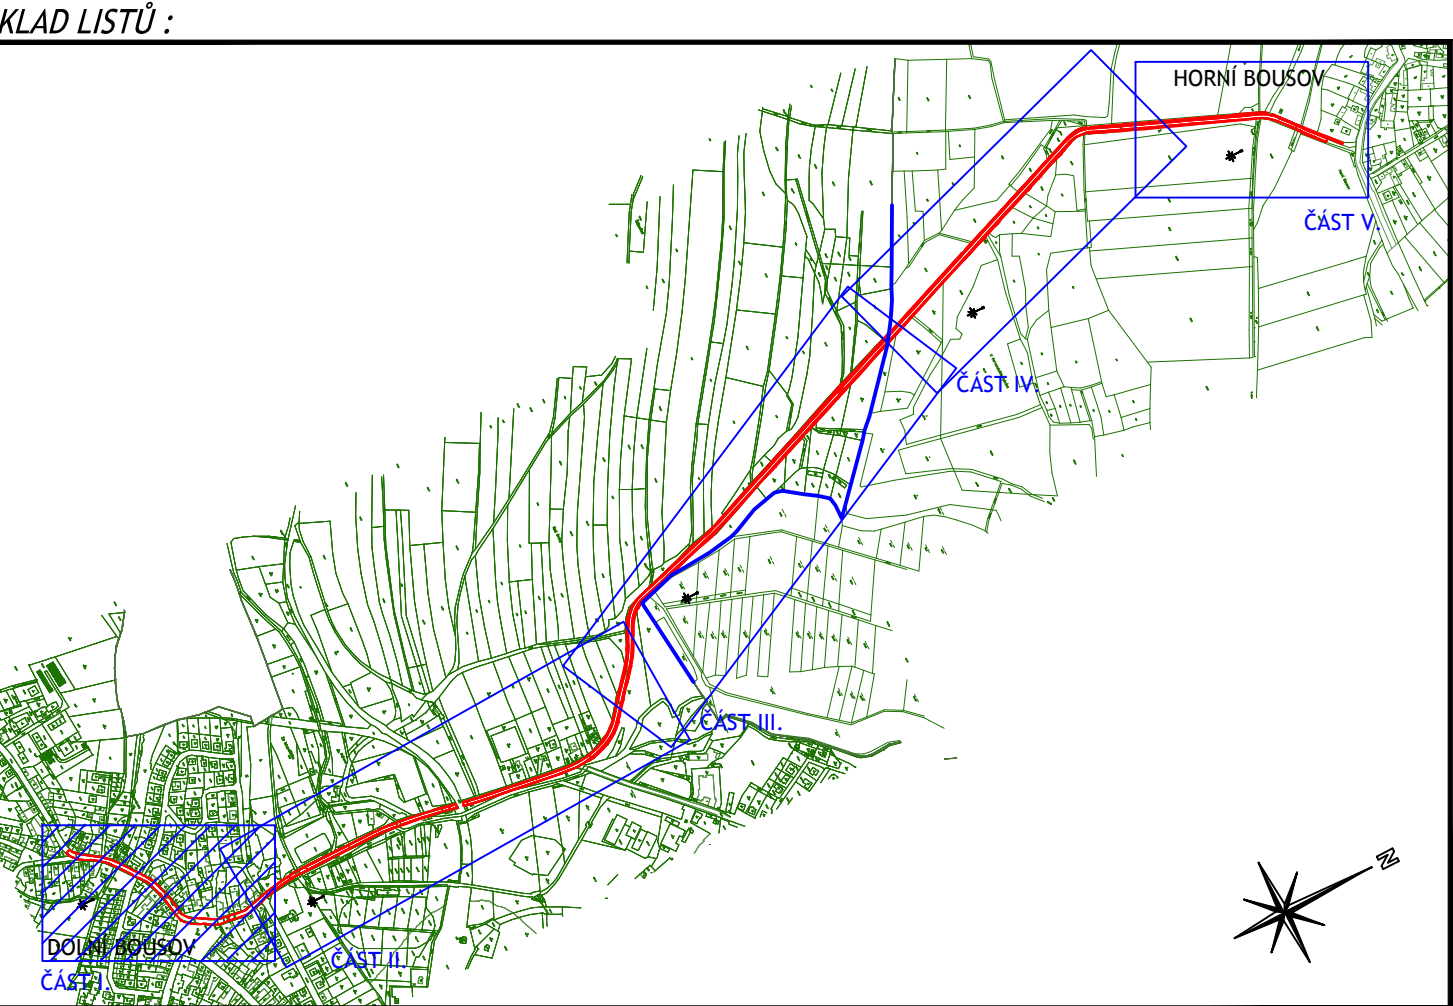 KLAD LISTŮ :
HORNÍ BOUSOV
ČÁST V.
ČÁST IV.
ČÁST III.
N
DOLNÍ BOUSOV
ČÁST II.
ČÁST I.